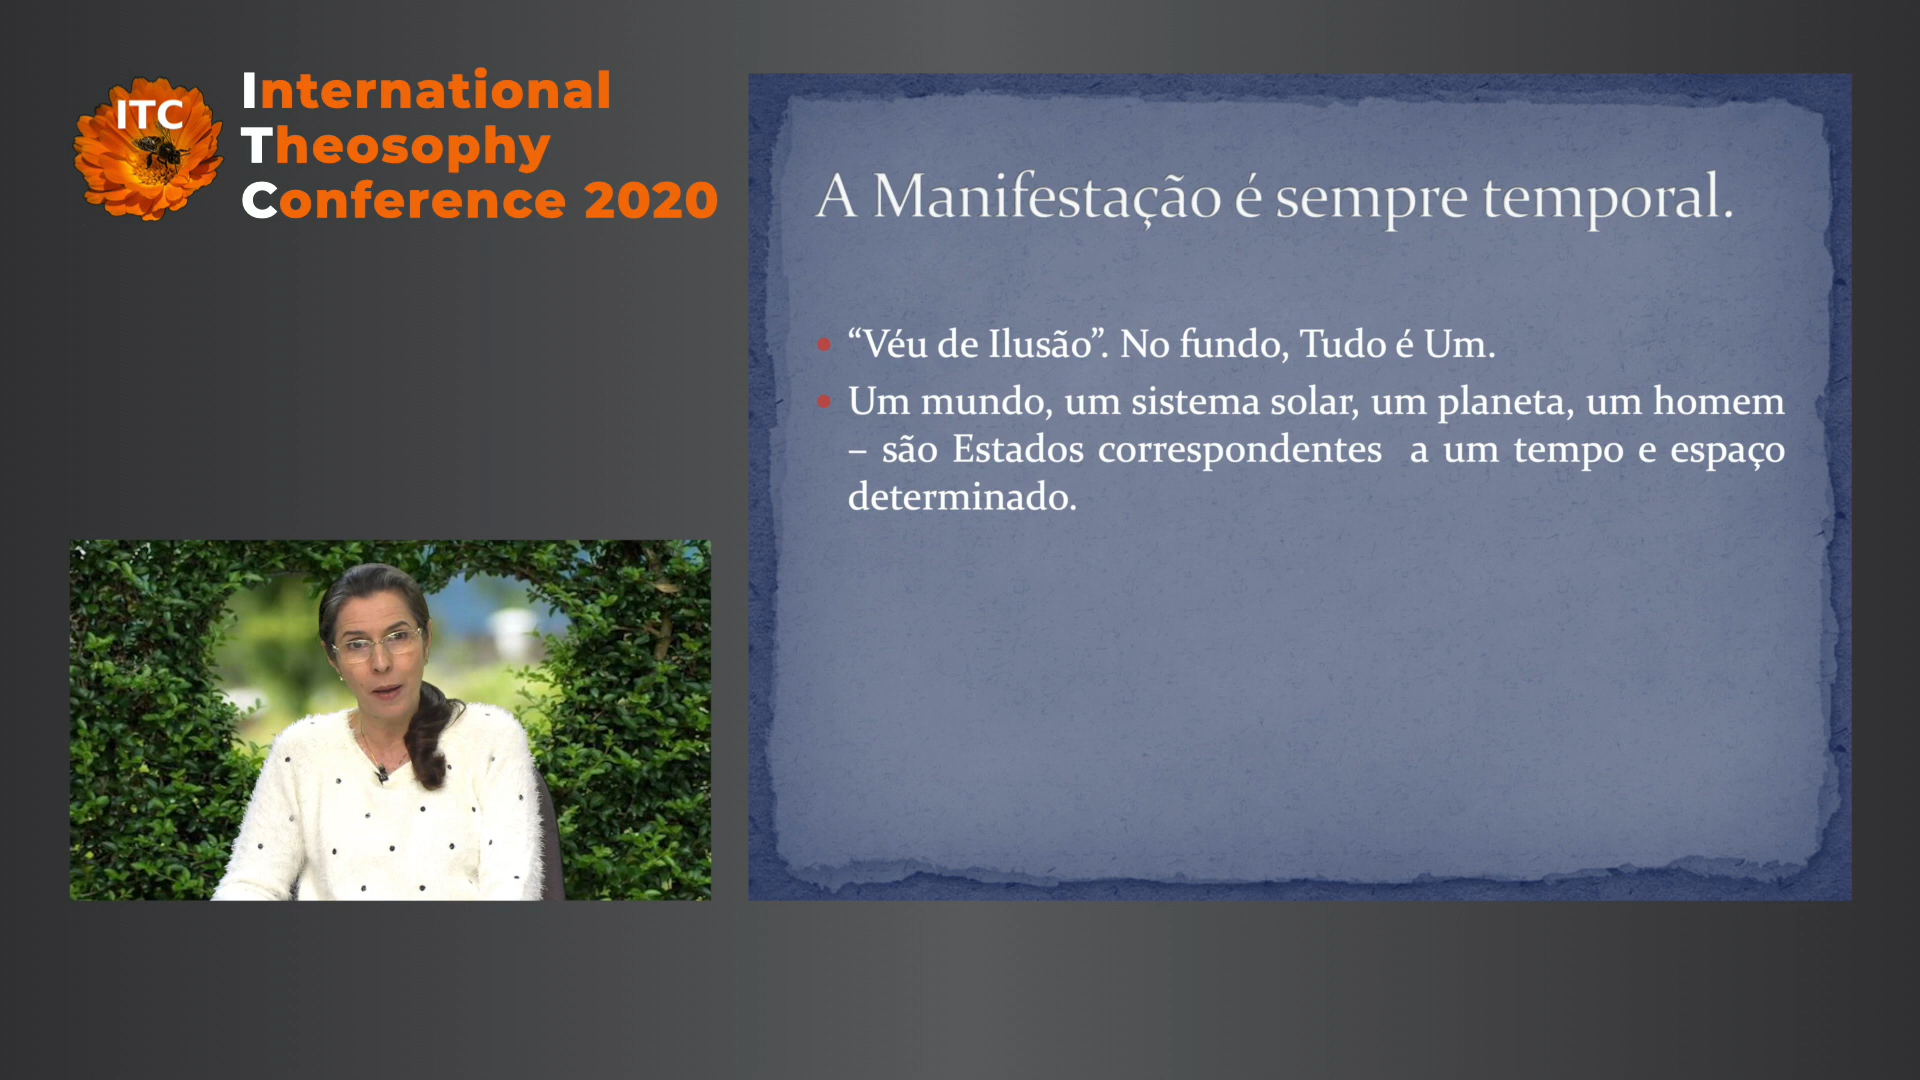 ITC
International
Theosophy
Conference 2020
A Manifestação é sempre temporal.
“Véu de Ilusão”. No fundo, Tudo é Um.
Um mundo, um sistema solar, um planeta, um homem
– são Estados correspondentes a um tempo e espaço
determinado.